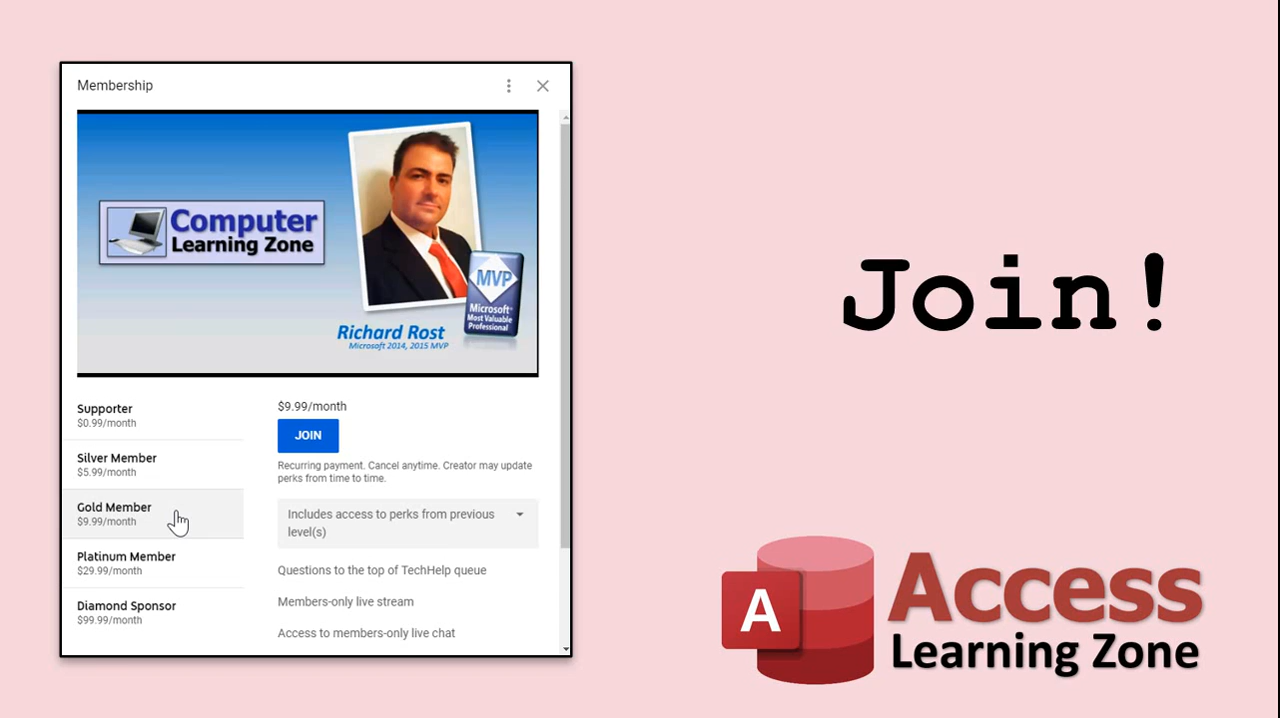 Membership
Computer
Learning Zone
MVP
Microsoft®
Most Valuable
Professional
Richard Rost
Microsoft 2014, 2015 MVP
Supporter
$0.99/month
Silver Member
$5.99/month
Gold Member
$9.99/month
Platinum Member
$29.99/month
Diamond Sponsor
$99.99/month
$9.99/month
JOIN
Recurring payment. Cancel anytime. Creator may update
perks from time to time.
Includes access to perks from previous
level(s)
Questions to the top of TechHelp queue
Members-only live stream
Access to members-only live chat
Join!
A
Access
Learning Zone